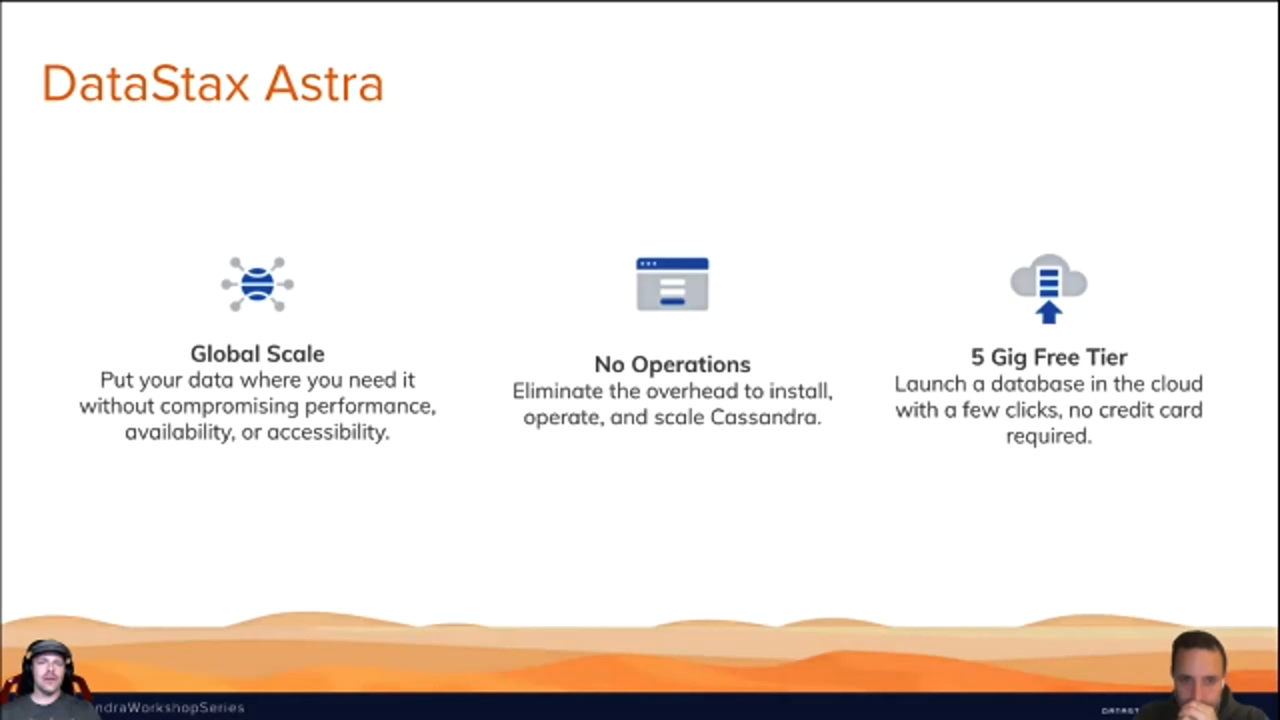 DataStax Astra
Global Scale
Put your data where you need it
without compromising performance,
availability, or accessibility.
No Operations
Eliminate the overhead to install,
operate, and scale Cassandra.
5 Gig Free Tier
Launch a database in the cloud
with a few clicks, no credit card
required.
ndraWorkshopSeries
DATAST